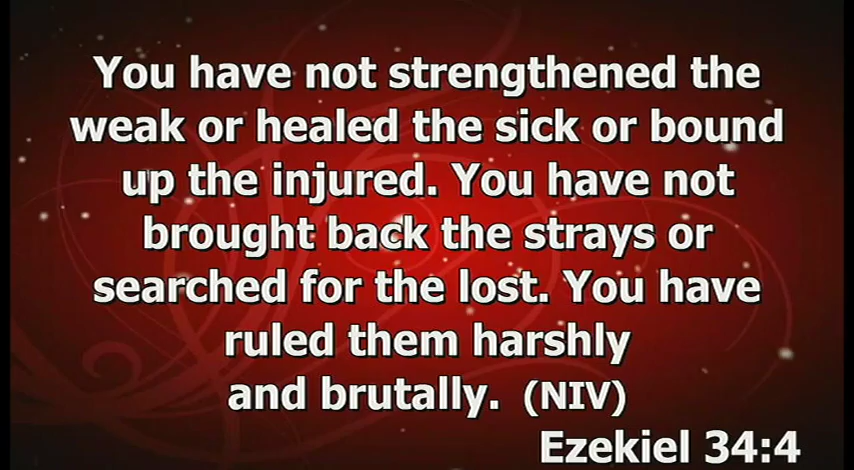 You have not strengthened the
weak or healed the sick or bound
up the injured. You have not
brought back the strays or
searched for the lost. You have
ruled them harshly
and brutally. (NIV)
Ezekiel 34:4